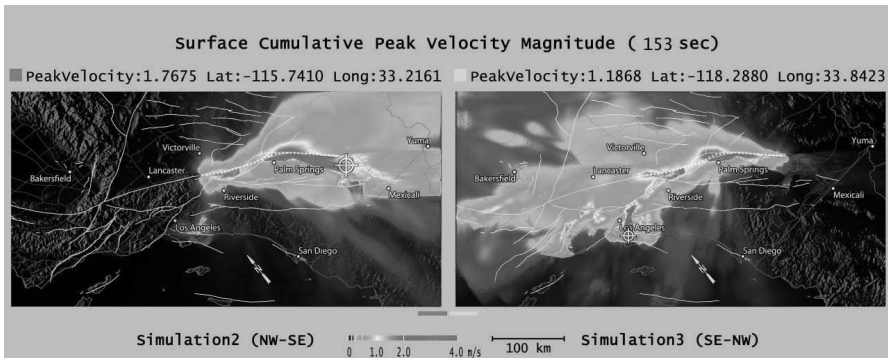 Surface Cumulative Peak Velocity Magnitude ( 153 sec)
PeakVelocity:1.7675 Lat:-115.7410 Long:33.2161
PeakVelocity:1.1868 Lat:-118.2880 Long:33.8423
Yuma
Victorville
Lancaster
Palm Springs
Bakersfield
Riverside
Mexicali
Los Angeles
San Diego
N
Yuma
Victorville
Palm Springs
Bakersfield
Lancaster
Riverside
Mexicali
Los Angeles
San Diego
N
Simulation2 (NW-SE)
0 1.0 2.0 4.0 m/s
100 km
Simulation3 (SE-NW)